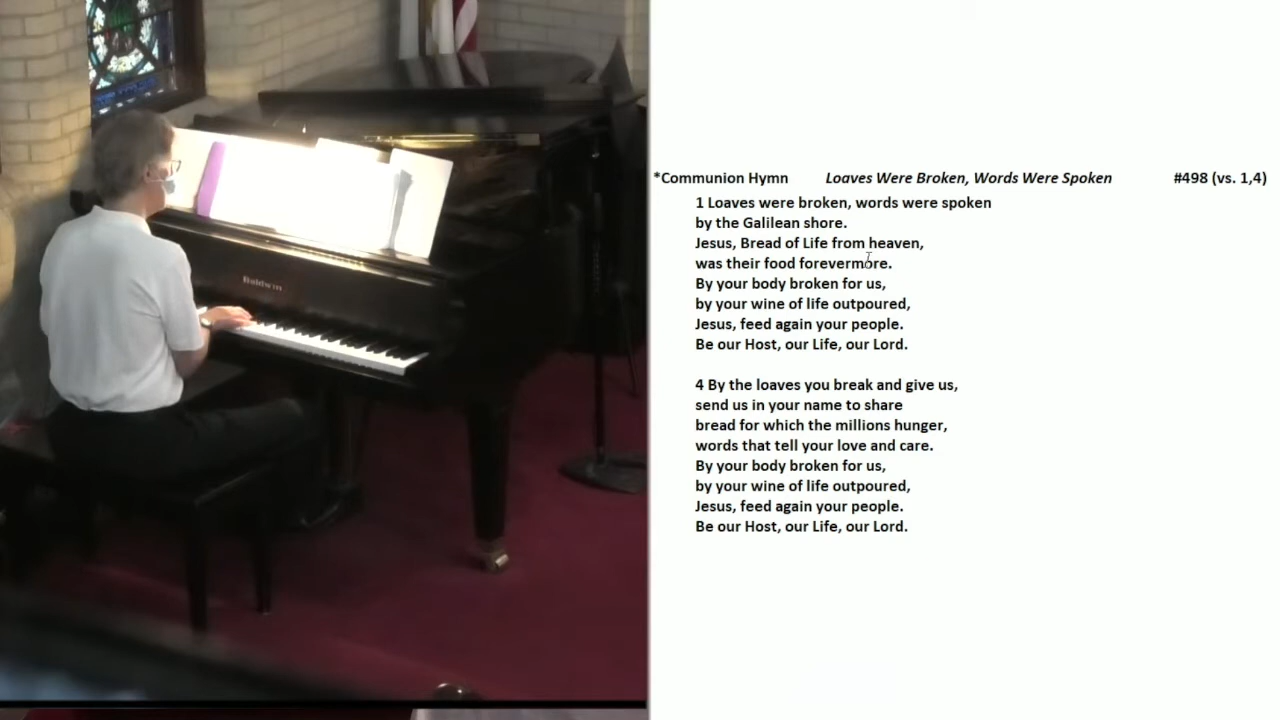 Baldwin
*Communion Hymn Loaves Were Broken, Words Were Spoken #498 (vs. 1,4)
1 Loaves were broken, words were spoken
by the Galilean shore.
Jesus, Bread of Life from heaven,
was their food forevermore.
By your body broken for us,
by your wine of life outpoured,
Jesus, feed again your people.
Be our Host, our Life, our Lord.
4 By the loaves you break and give us,
send us in your name to share
bread for which the millions hunger,
words that tell your love and care.
By your body broken for us,
by your wine of life outpoured,
Jesus, feed again your people.
Be our Host, our Life, our Lord.